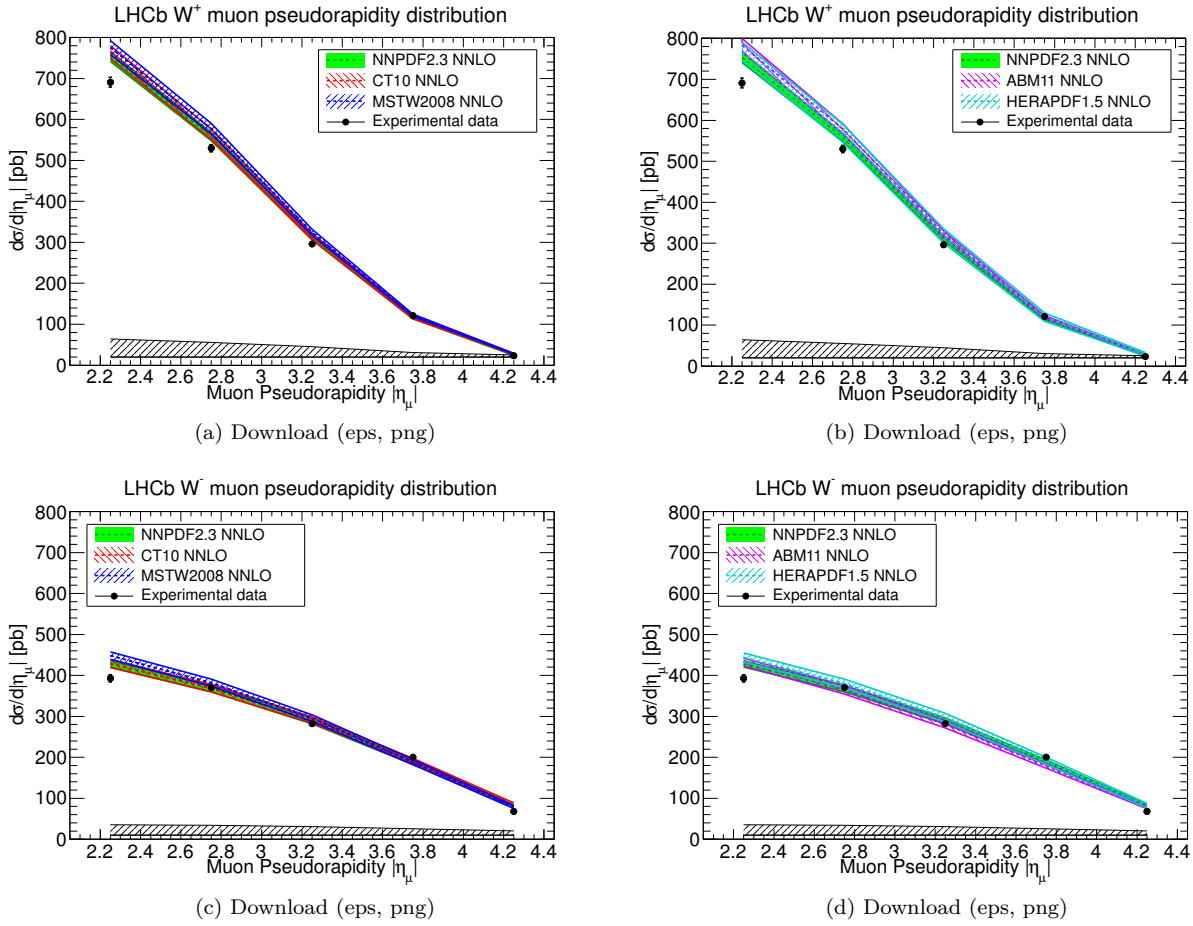 LHCb W+ muon pseudorapidity distribution
dσ/d|ημ| [pb]
800
700
600
500
400
300
200
100
0
NNPDF2.3 NNLO
CT10 NNLO
MSTW2008 NNLO
Experimental data
2.2 2.4 2.6 2.8 3 3.2 3.4 3.6 3.8 4 4.2 4.4
Muon Pseudorapidity |ημ|
(a) Download (eps, png)
LHCb W+ muon pseudorapidity distribution
dσ/d|ημ| [pb]
800
700
600
500
400
300
200
100
0
NNPDF2.3 NNLO
ABM11 NNLO
HERAPDF1.5 NNLO
Experimental data
2.2 2.4 2.6 2.8 3 3.2 3.4 3.6 3.8 4 4.2 4.4
Muon Pseudorapidity |ημ|
(b) Download (eps, png)
LHCb W- muon pseudorapidity distribution
dσ/d|ημ| [pb]
800
700
600
500
400
300
200
100
0
NNPDF2.3 NNLO
CT10 NNLO
MSTW2008 NNLO
Experimental data
2.2 2.4 2.6 2.8 3 3.2 3.4 3.6 3.8 4 4.2 4.4
Muon Pseudorapidity |ημ|
(c) Download (eps, png)
LHCb W- muon pseudorapidity distribution
dσ/d|ημ| [pb]
800
700
600
500
400
300
200
100
0
NNPDF2.3 NNLO
ABM11 NNLO
HERAPDF1.5 NNLO
Experimental data
2.2 2.4 2.6 2.8 3 3.2 3.4 3.6 3.8 4 4.2 4.4
Muon Pseudorapidity |ημ|
(d) Download (eps, png)